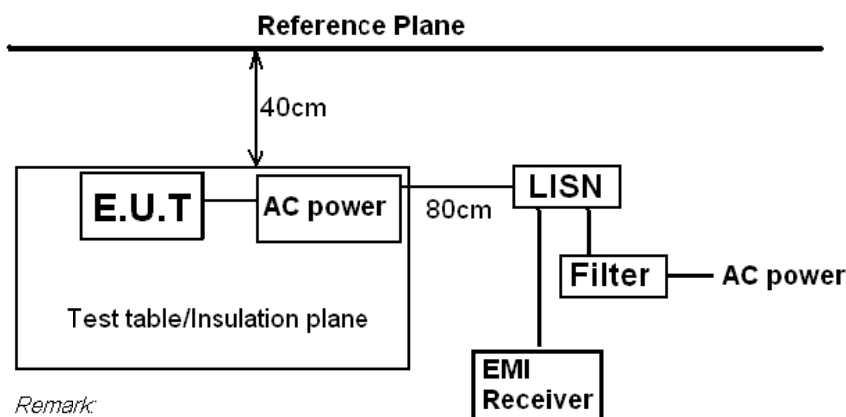 Reference Plane
40cm
E.U.T
AC power
80cm
LISN
Filter
AC power
Test table/Insulation plane
EMI
Receiver
Remark: